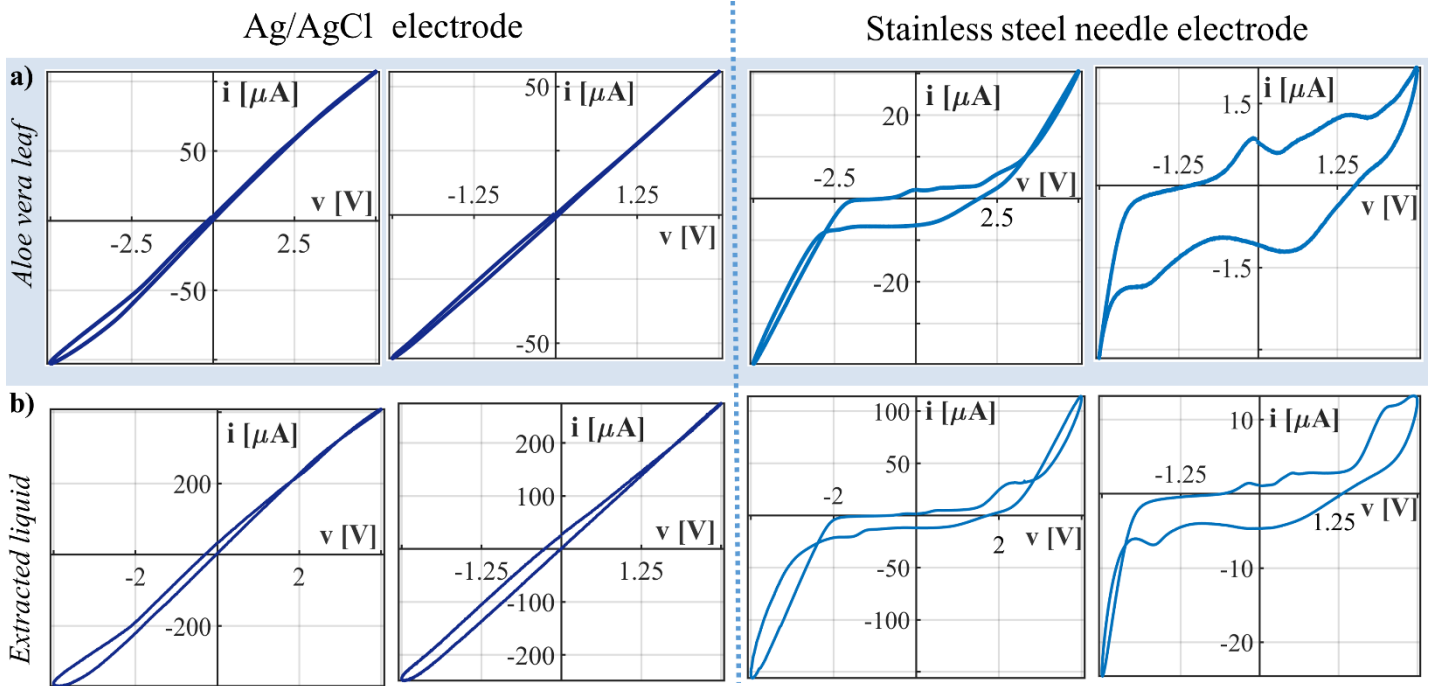 Ag/AgCl electrode
Stainless steel needle electrode
a)
Aloe vera leaf
i [μA]
50
v [V]
-2.5
2.5
-50
50
i [μA]
-1.25
1.25
v [V]
-50
i [μA]
20
-2.5
v [V]
2.5
-20
i [μA]
1.5
-1.25
1.25
v [V]
-1.5
b)
Extracted liquid
i [μA]
200
v [V]
-2
2
-200
i [μA]
200
100
v [V]
-1.25
1.25
-100
-200
100
i [μA]
50
-2
v [V]
2
-50
-100
10
i [μA]
-1.25
v [V]
1.25
-10
-20